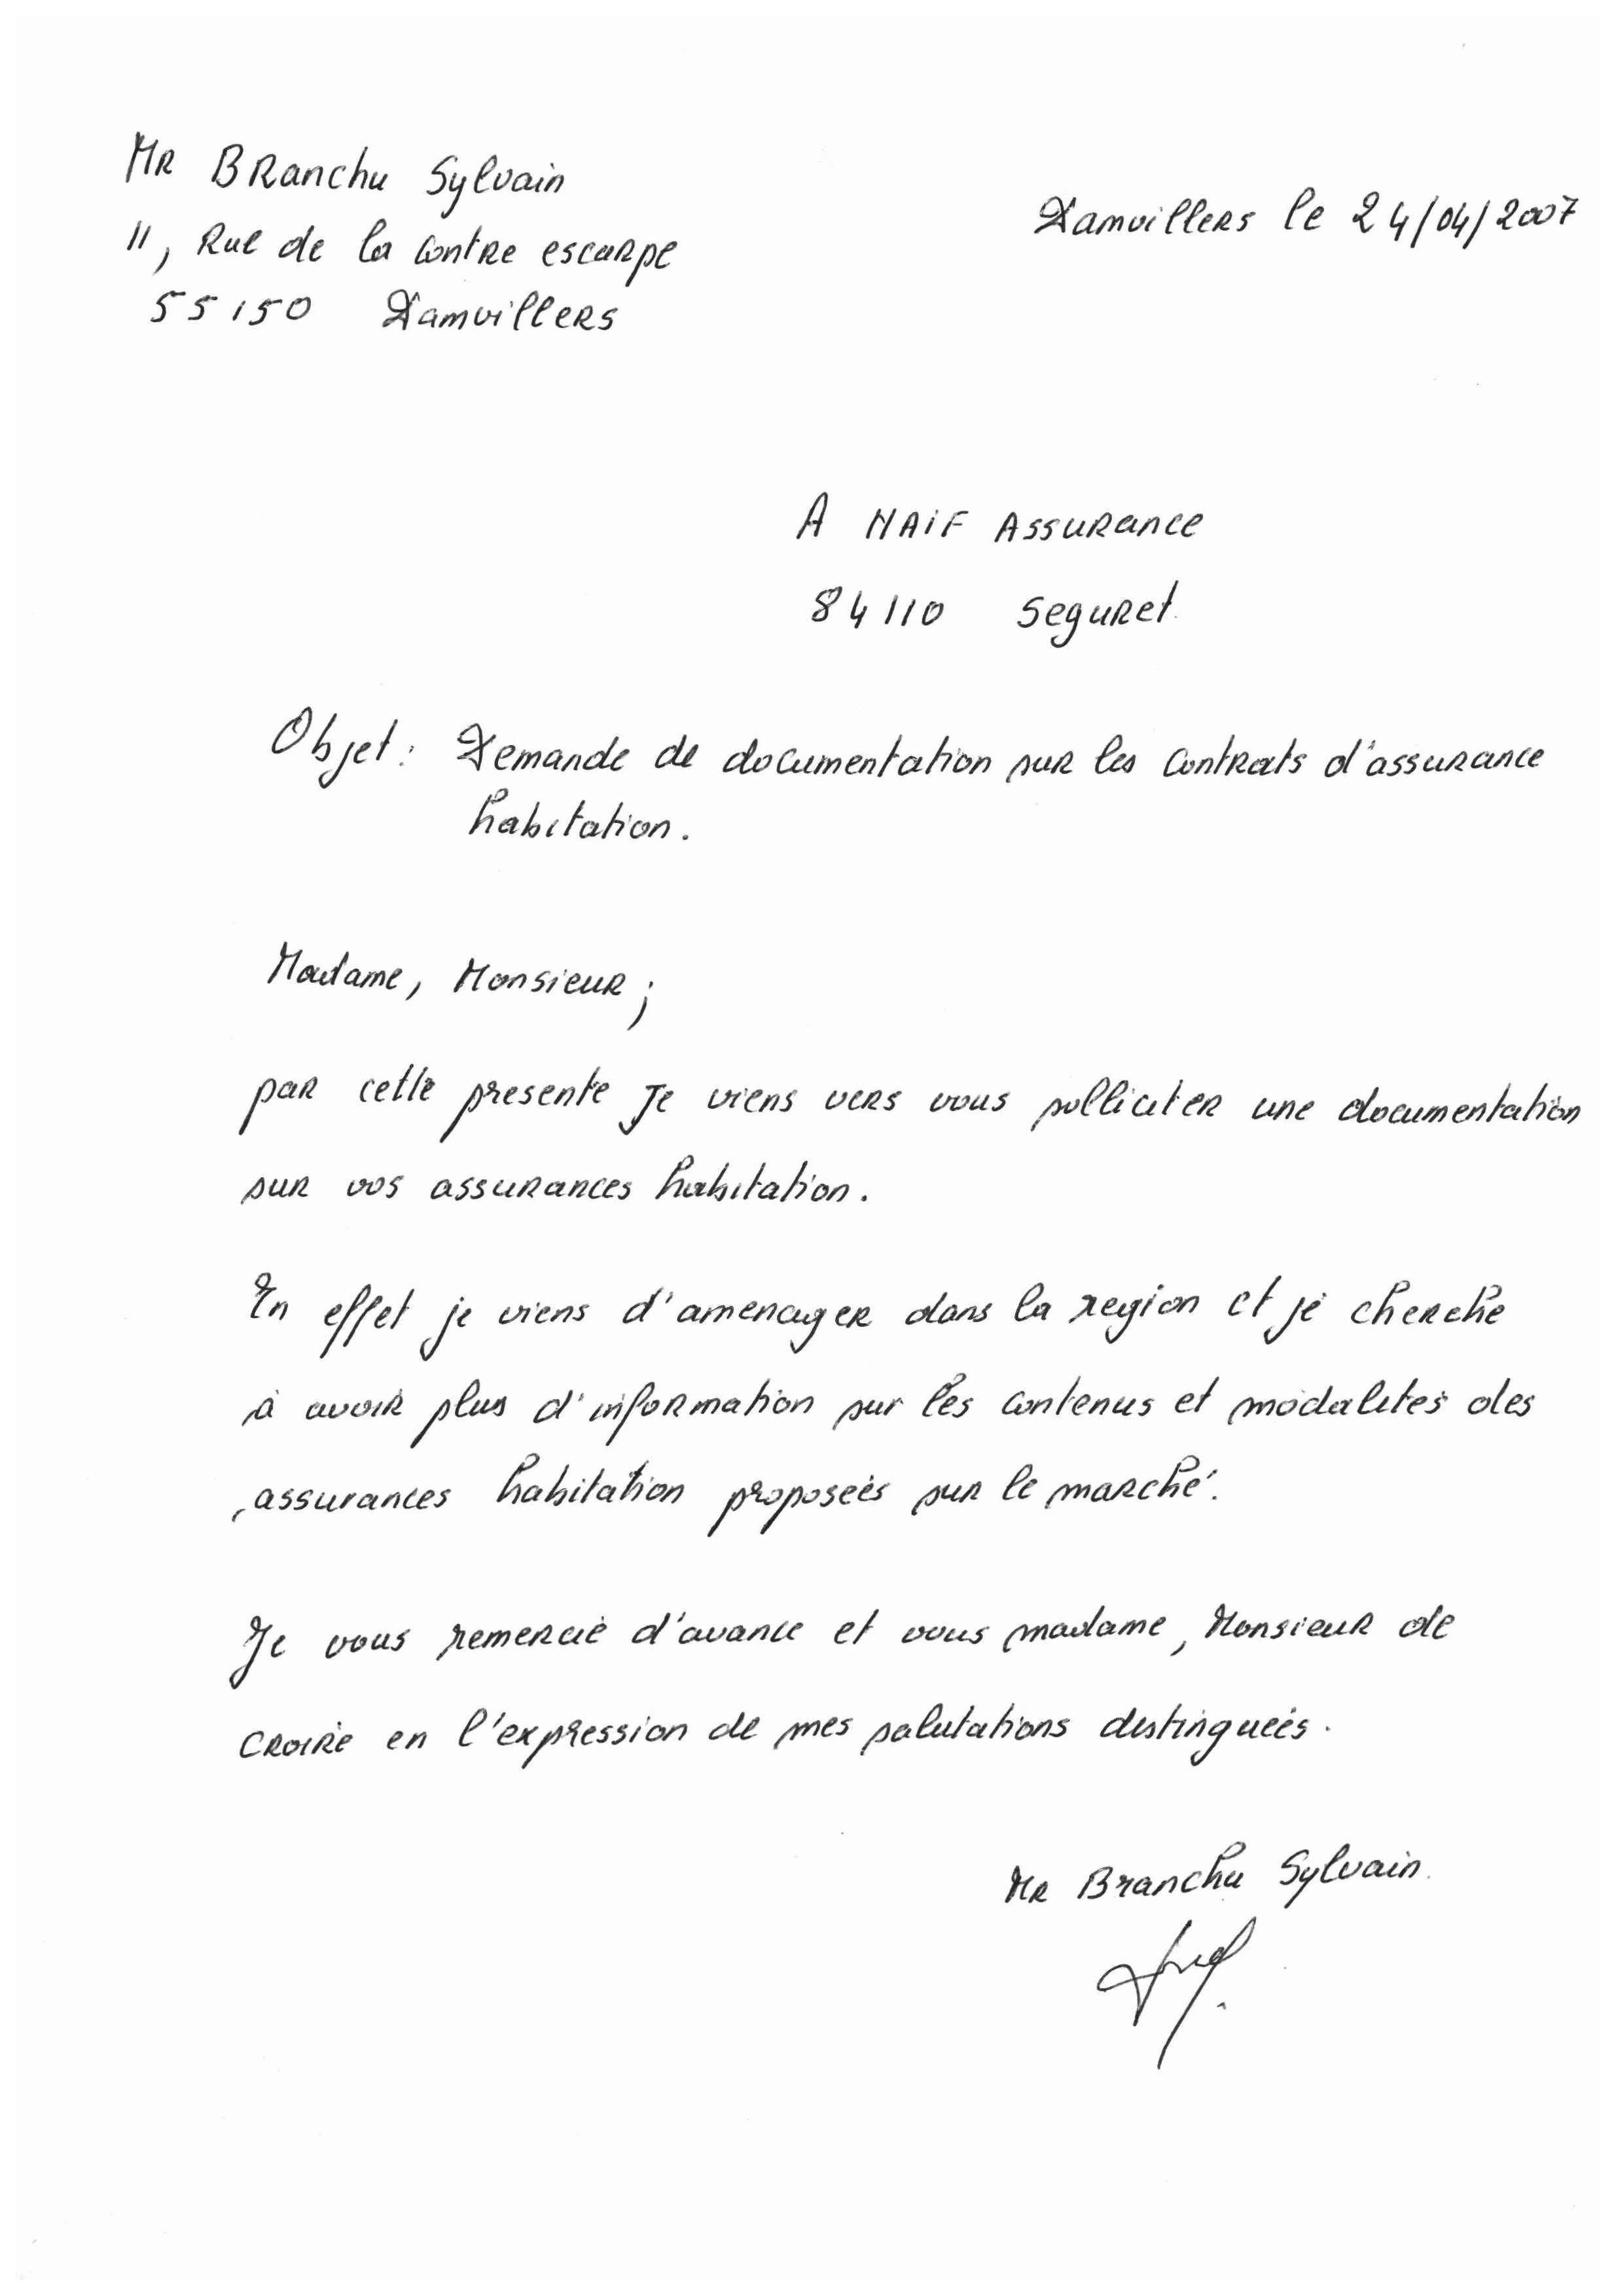 Mr Branchu Sylvain
11, Rue de la contre escarpe
55150 Damvillers
Damvillers le 24/04/2007
A MAIF Assurance
84110 Seguret
Objet : Demande de documentation sur les contrats d'assurance
habitation.
Madame, Monsieur ;
par cette presente Je viens vers vous solliciter une documentation
sur vos assurances habitation.
En effet je viens d'amenager dans la region et je cherche
à avoir plus d'information sur les contenus et modalités des
assurances habitation proposées sur le marché.
Je vous remercie d'avance et vous madame, Monsieur de
croire en l'expression de mes salutations distinguées.
Mr Branchu Sylvain